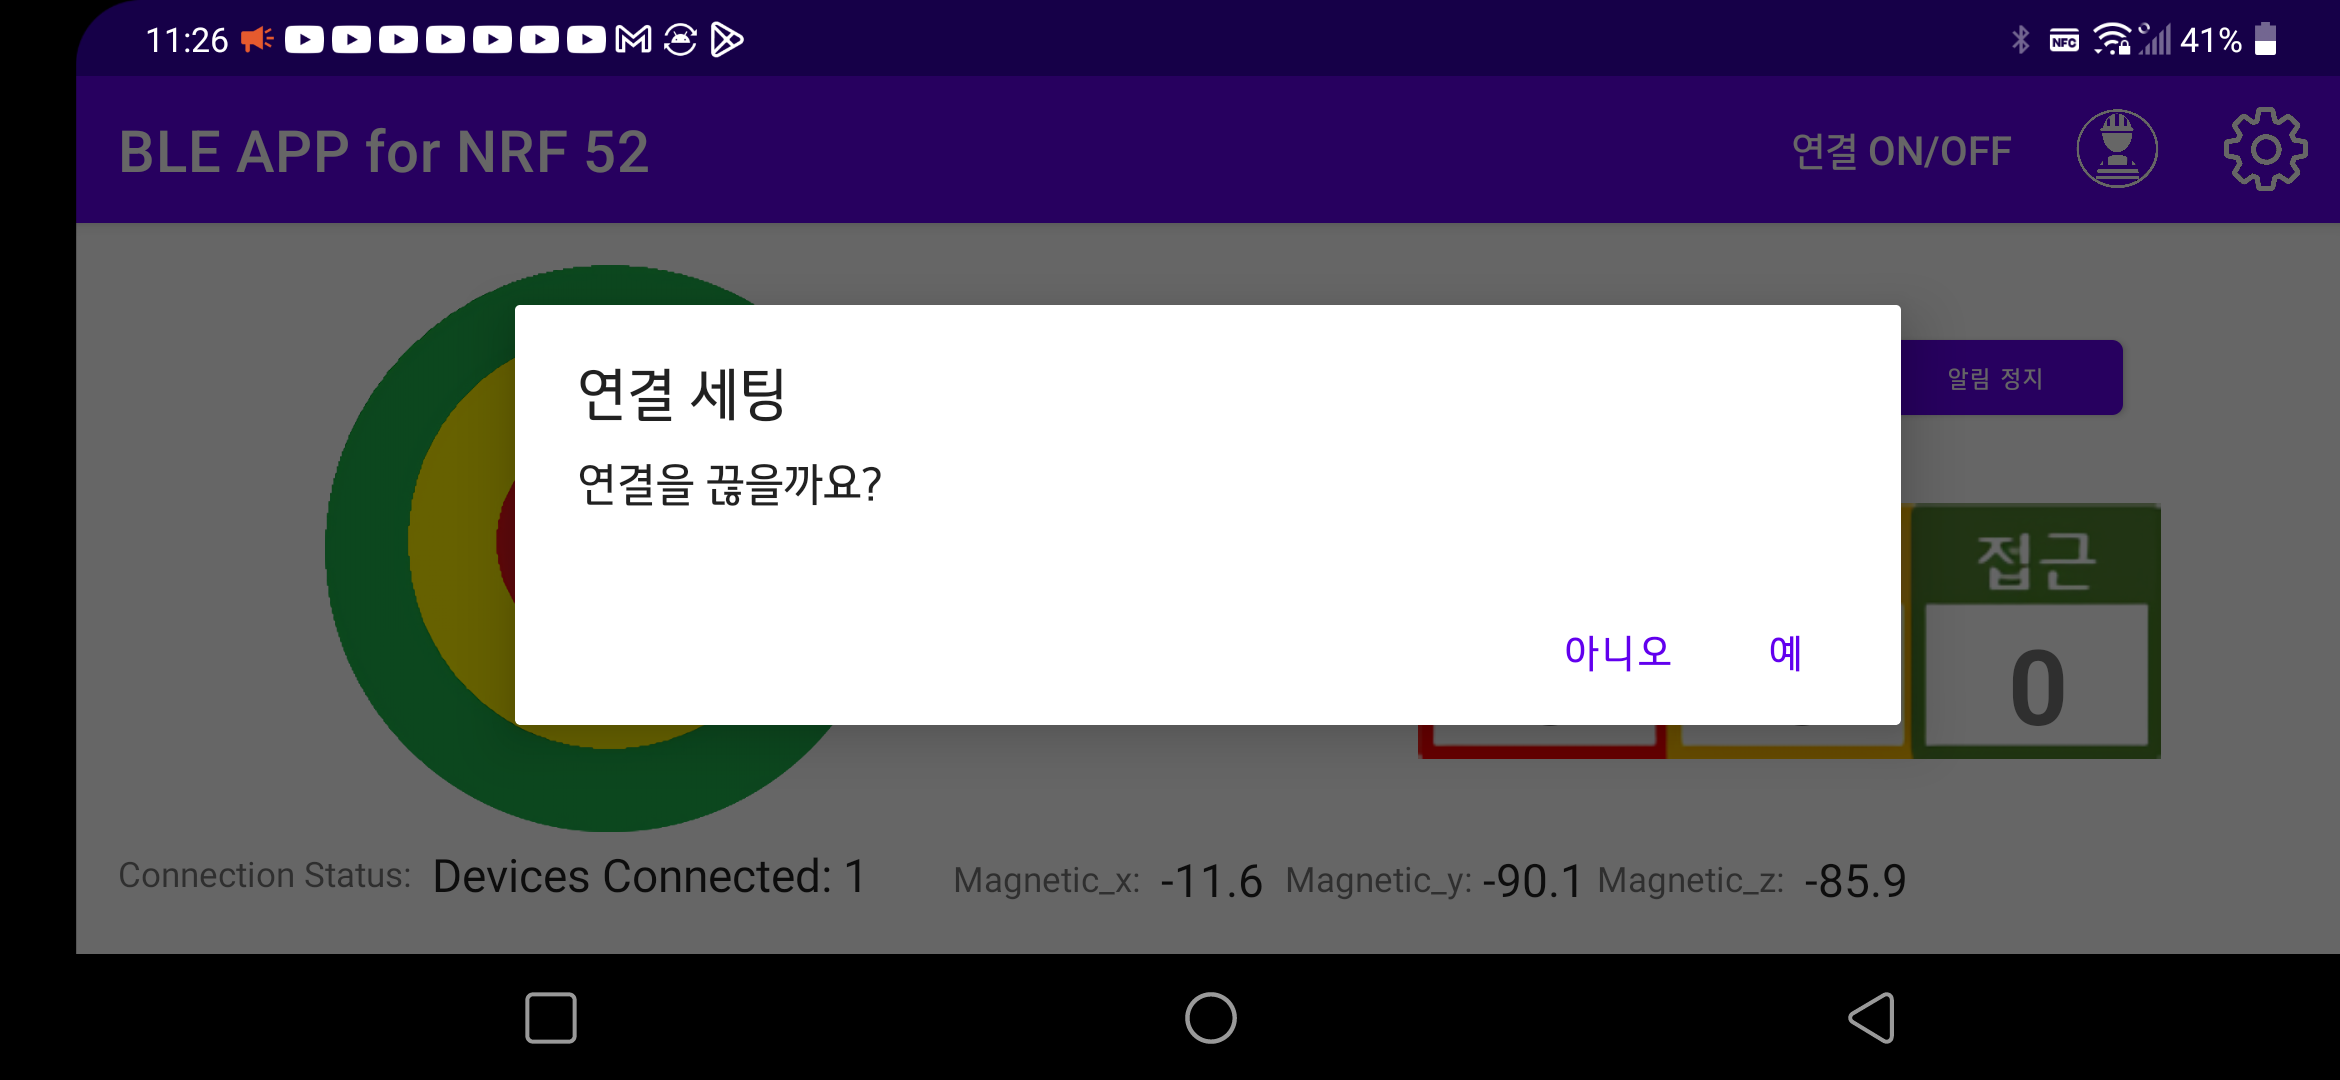 11:26
NFC
41%
BLE APP for NRF 52
연결 ON/OFF
연결 세팅
연결을 끊을까요?
아니오
예
알림 정지
접근
0
Connection Status: Devices Connected: 1
Magnetic_x: -11.6 Magnetic_y: -90.1 Magnetic_z: -85.9